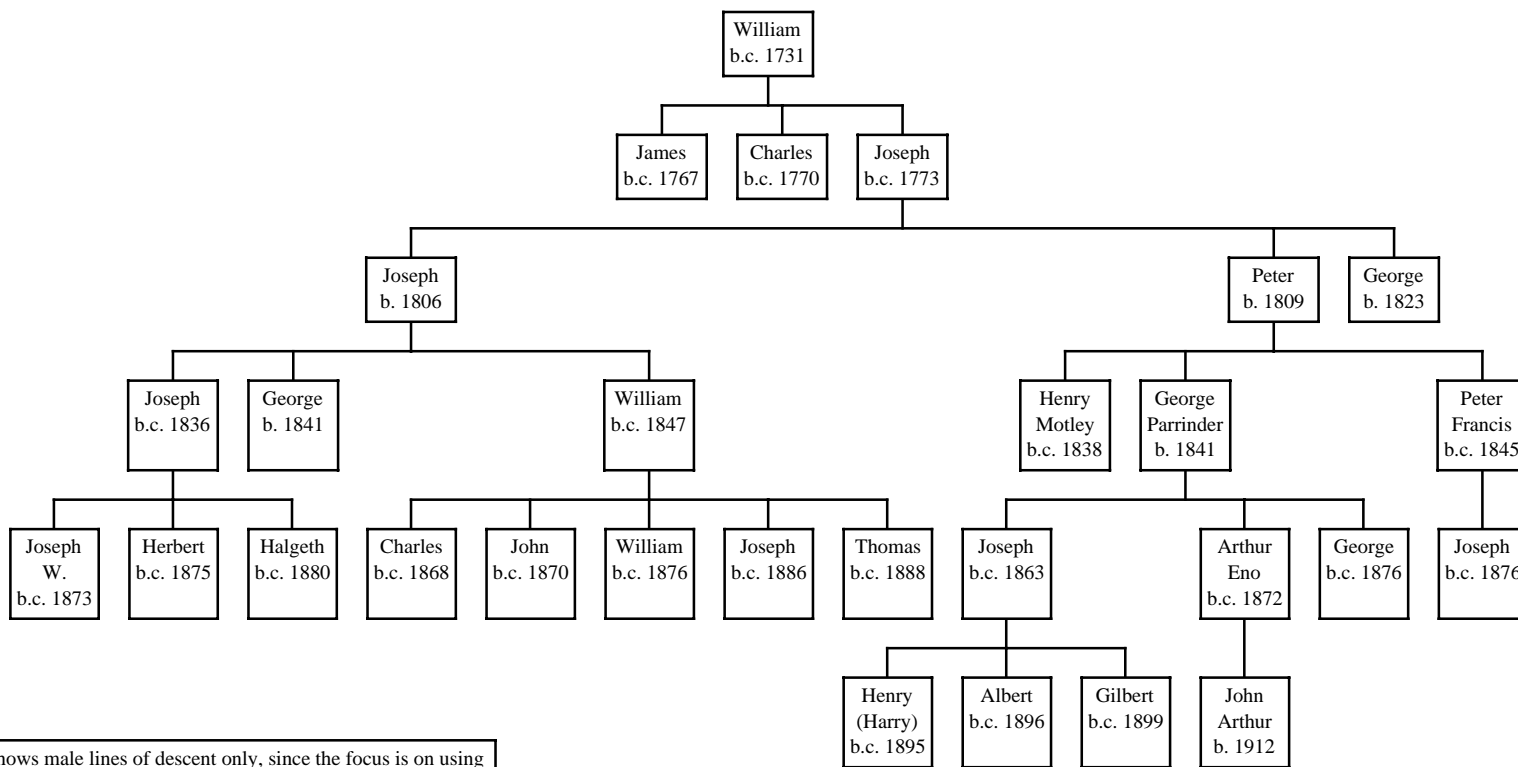 William
b.c. 1731
James
b.c. 1767
Charles
b.c. 1770
Joseph
b.c. 1773
Joseph
b. 1806
Peter
b. 1809
George
b. 1823
Joseph
b.c. 1836
George
b. 1841
William
b.c. 1847
Henry
Motley
b.c. 1838
George
Parrinder
b. 1841
Peter
Francis
b.c. 1845
Joseph
W.
b.c. 1873
Herbert
b.c. 1875
Halgeth
b.c. 1880
Charles
b.c. 1868
John
b.c. 1870
William
b.c. 1876
Joseph
b.c. 1886
Thomas
b.c. 1888
Joseph
b.c. 1863
Arthur
Eno
b.c. 1872
George
b.c. 1876
Joseph
b.c. 1876
Henry
(Harry)
b.c. 1895
Albert
b.c. 1896
Gilbert
b.c. 1899
John
Arthur
b. 1912
male lines of descent only, since the focus is on using